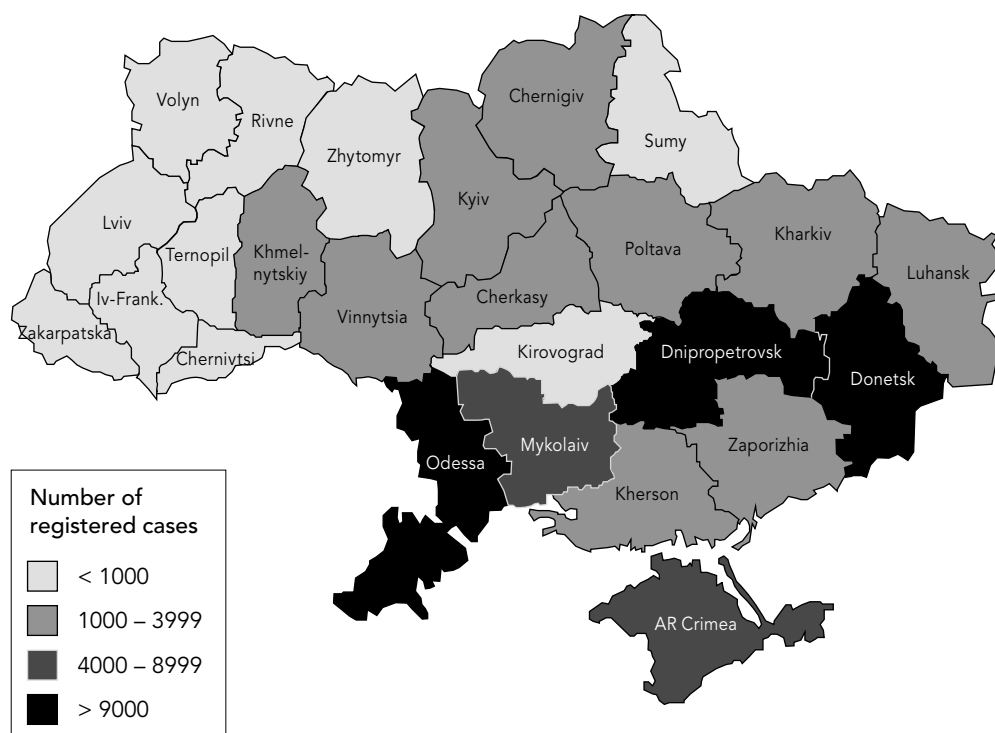 Chernigiv
Volyn
Rivne
Sumy
Zhytomyr
Kyiv
Lviv
Kharkiv
Ternopil
Khmel-
nytskiy
Poltava
Luhansk
Iv-Frank.
Cherkasy
Vinnytsia
Zakarpatska
Chernivtsi
Kirovograd
Dnipropetrovsk
Donetsk
Mykolaiv
Zaporizhia
Odessa
Kherson
AR Crimea
Number of
registered cases
< 1000
1000 – 3999
4000 – 8999
> 9000